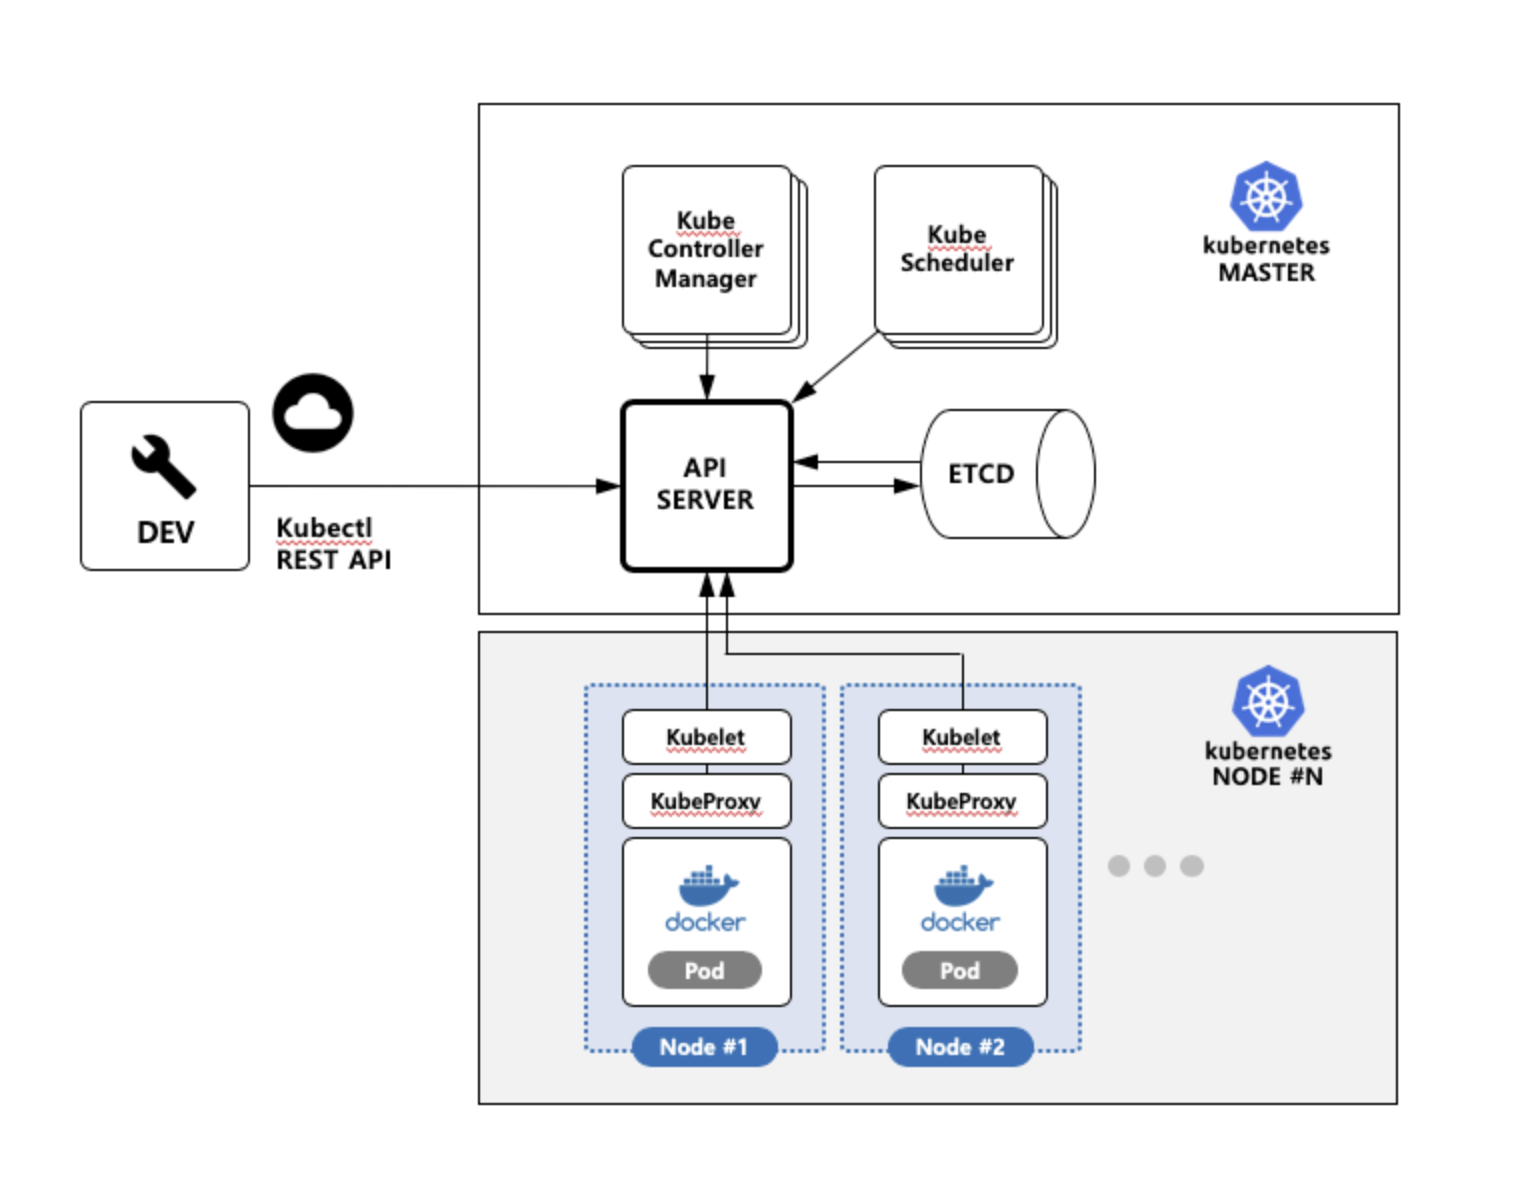 Kube
Controller
Manager
Kube
Scheduler
kubernetes
MASTER
DEV
Kubectl
REST API
API
SERVER
ETCD
Kubelet
KubeProxy
docker
Pod
Node #1
Kubelet
KubeProxy
docker
Pod
Node #2
kubernetes
NODE #N